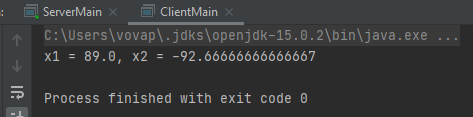 ServerMain ClientMain
C:\Users\vovap\.jdks\openjdk-15.0.2\bin\java.exe ...
x1 = 89.0, x2 = -92.66666666666667
Process finished with exit code 0